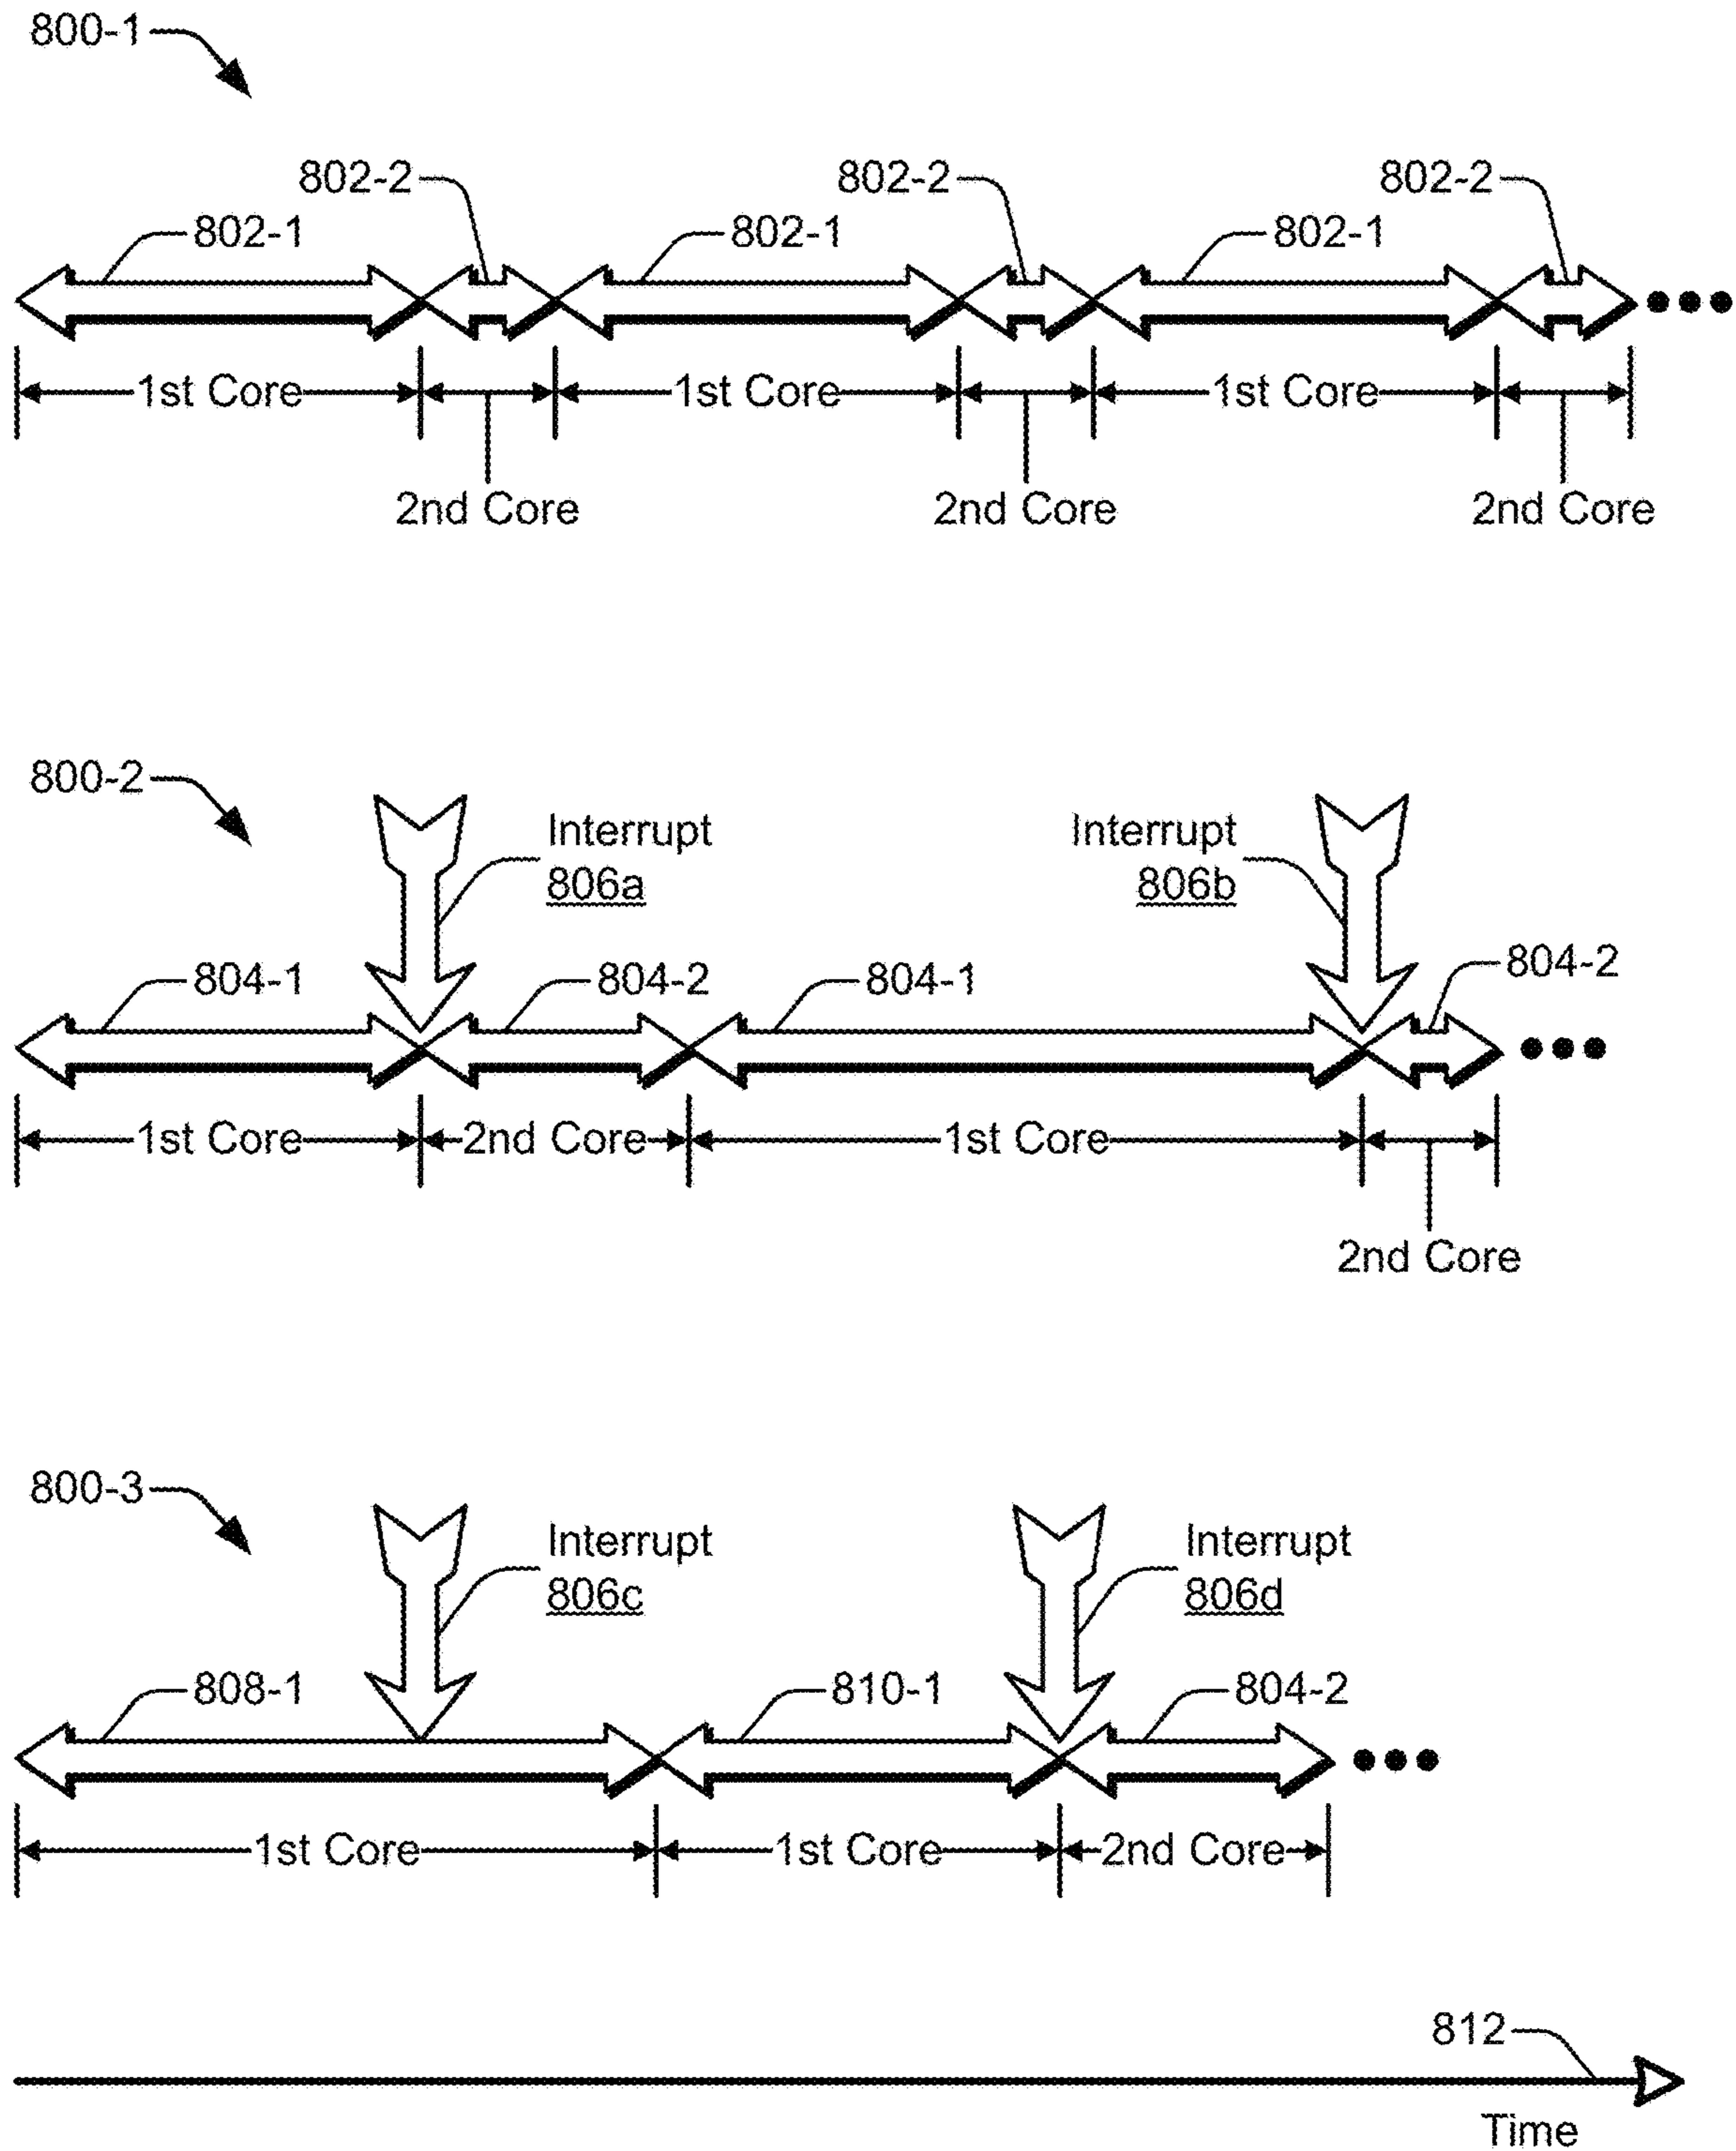 800-1
802-2 802-2 802-2
802-1 802-1 802-1
1st Core 1st Core 1st Core
2nd Core 2nd Core 2nd Core
800-2
Interrupt Interrupt
806a 806b
804-1 804-2 804-1 804-2
1st Core 2nd Core 1st Core
2nd Core
800-3
Interrupt Interrupt
806c 806d
808-1 810-1 804-2
1st Core 1st Core 2nd Core
812
Time